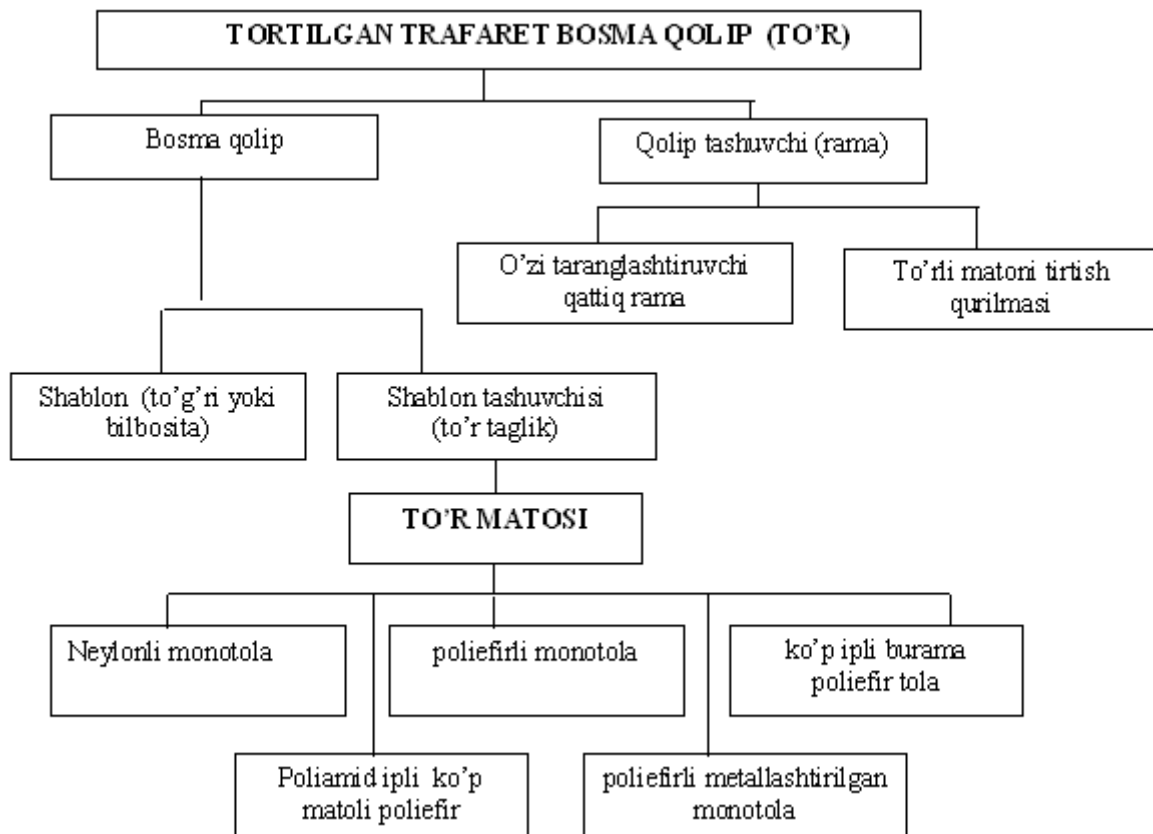 TORTILGAN TRAFARET BOSMA QOLIP (TO’R)
Bosma qolip
Qolip tashuvchi (rama)
O’zi taranglashtiruvchi
qattiq rama
To’rli matoni tirtish
qurilmasi
Shablon (to’g’ri yoki
bilbosita)
Shablon tashuvchisi
(to’r taglik)
TO’R MATOSI
Neylonli monotola
poliefirli monotola
ko’p ipli burama
poliefir tola
Poliamid ipli ko’p
matoli poliefir
poliefirli metallashtirilgan
monotola